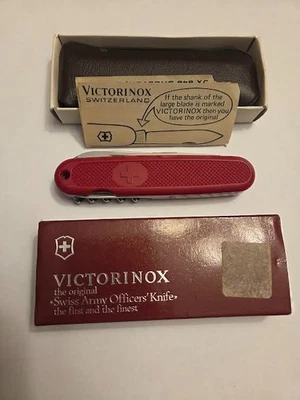 VICTORINOX
SWITZERLAND
If the shank of the
large blade is marked
VICTORINOX then you
have the original
VICTORINOX
the original
«Swiss Army Officers' Knife»
the first and the finest